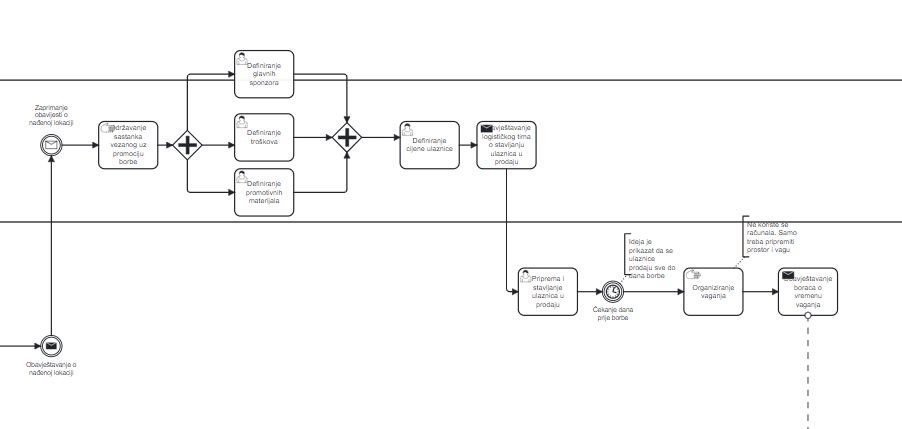 Definiranje
glavnih
sponzora
Zaprimanje
obavijesti o
nađenoj lokaciji
Održavanje
sastanka
vezanog uz
promociju
borbe
Definiranje
troškova
Definiranje
promotivnih
materijala
Definiranje
cijene ulaznice
Obavještavanje
logističkog tima
o stavljanju
ulaznica u
prodaju
Ideja je
prikazat da se
ulaznice
prodaju sve do
dana borbe
Ne koriste se
računala. Samo
treba pripremiti
prostor i vagu
Priprema i
stavljanje
ulaznica u
prodaju
Čekanje dana
prije borbe
Organiziranje
vaganja
Obavještavanje
boraca o
vremenu
vaganja
Obavještavanje o
nađenoj lokaciji